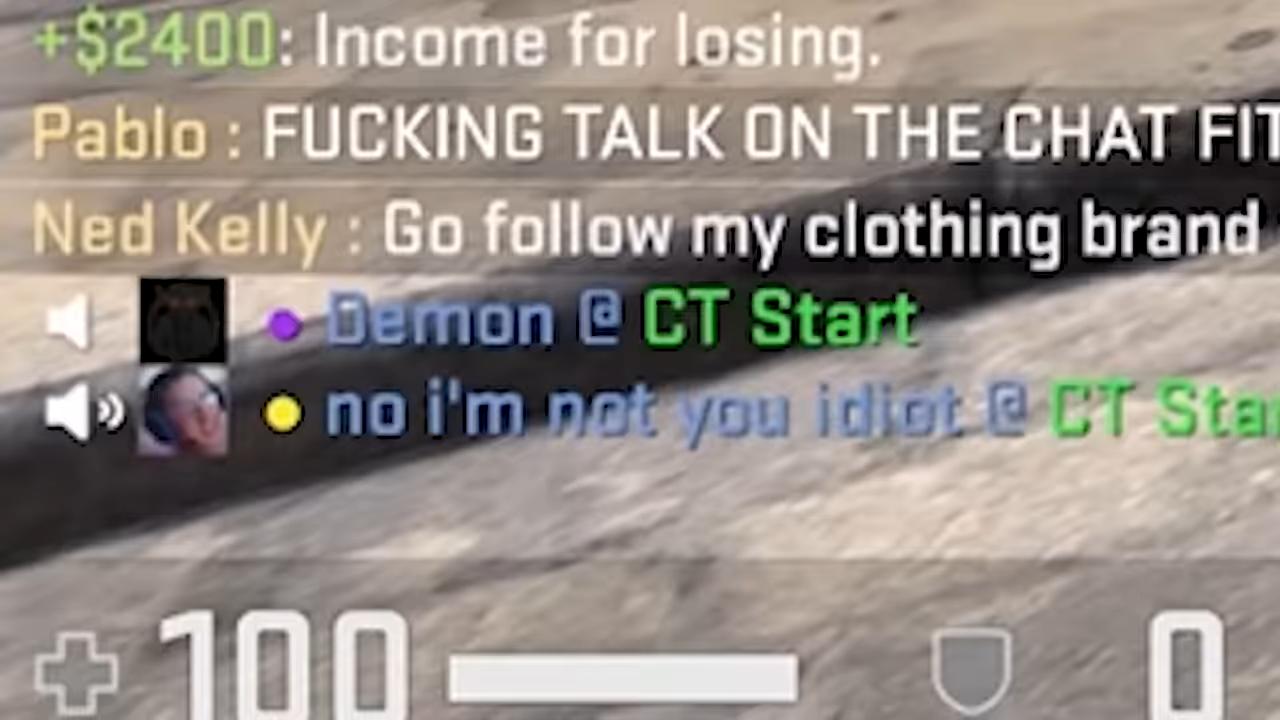 +$2400: Income for losing.
Pablo : FUCKING TALK ON THE CHAT FIT
Ned Kelly : Go follow my clothing brand
Demon @ CT Start
no i'm not you idiot @ CT Star
100 0